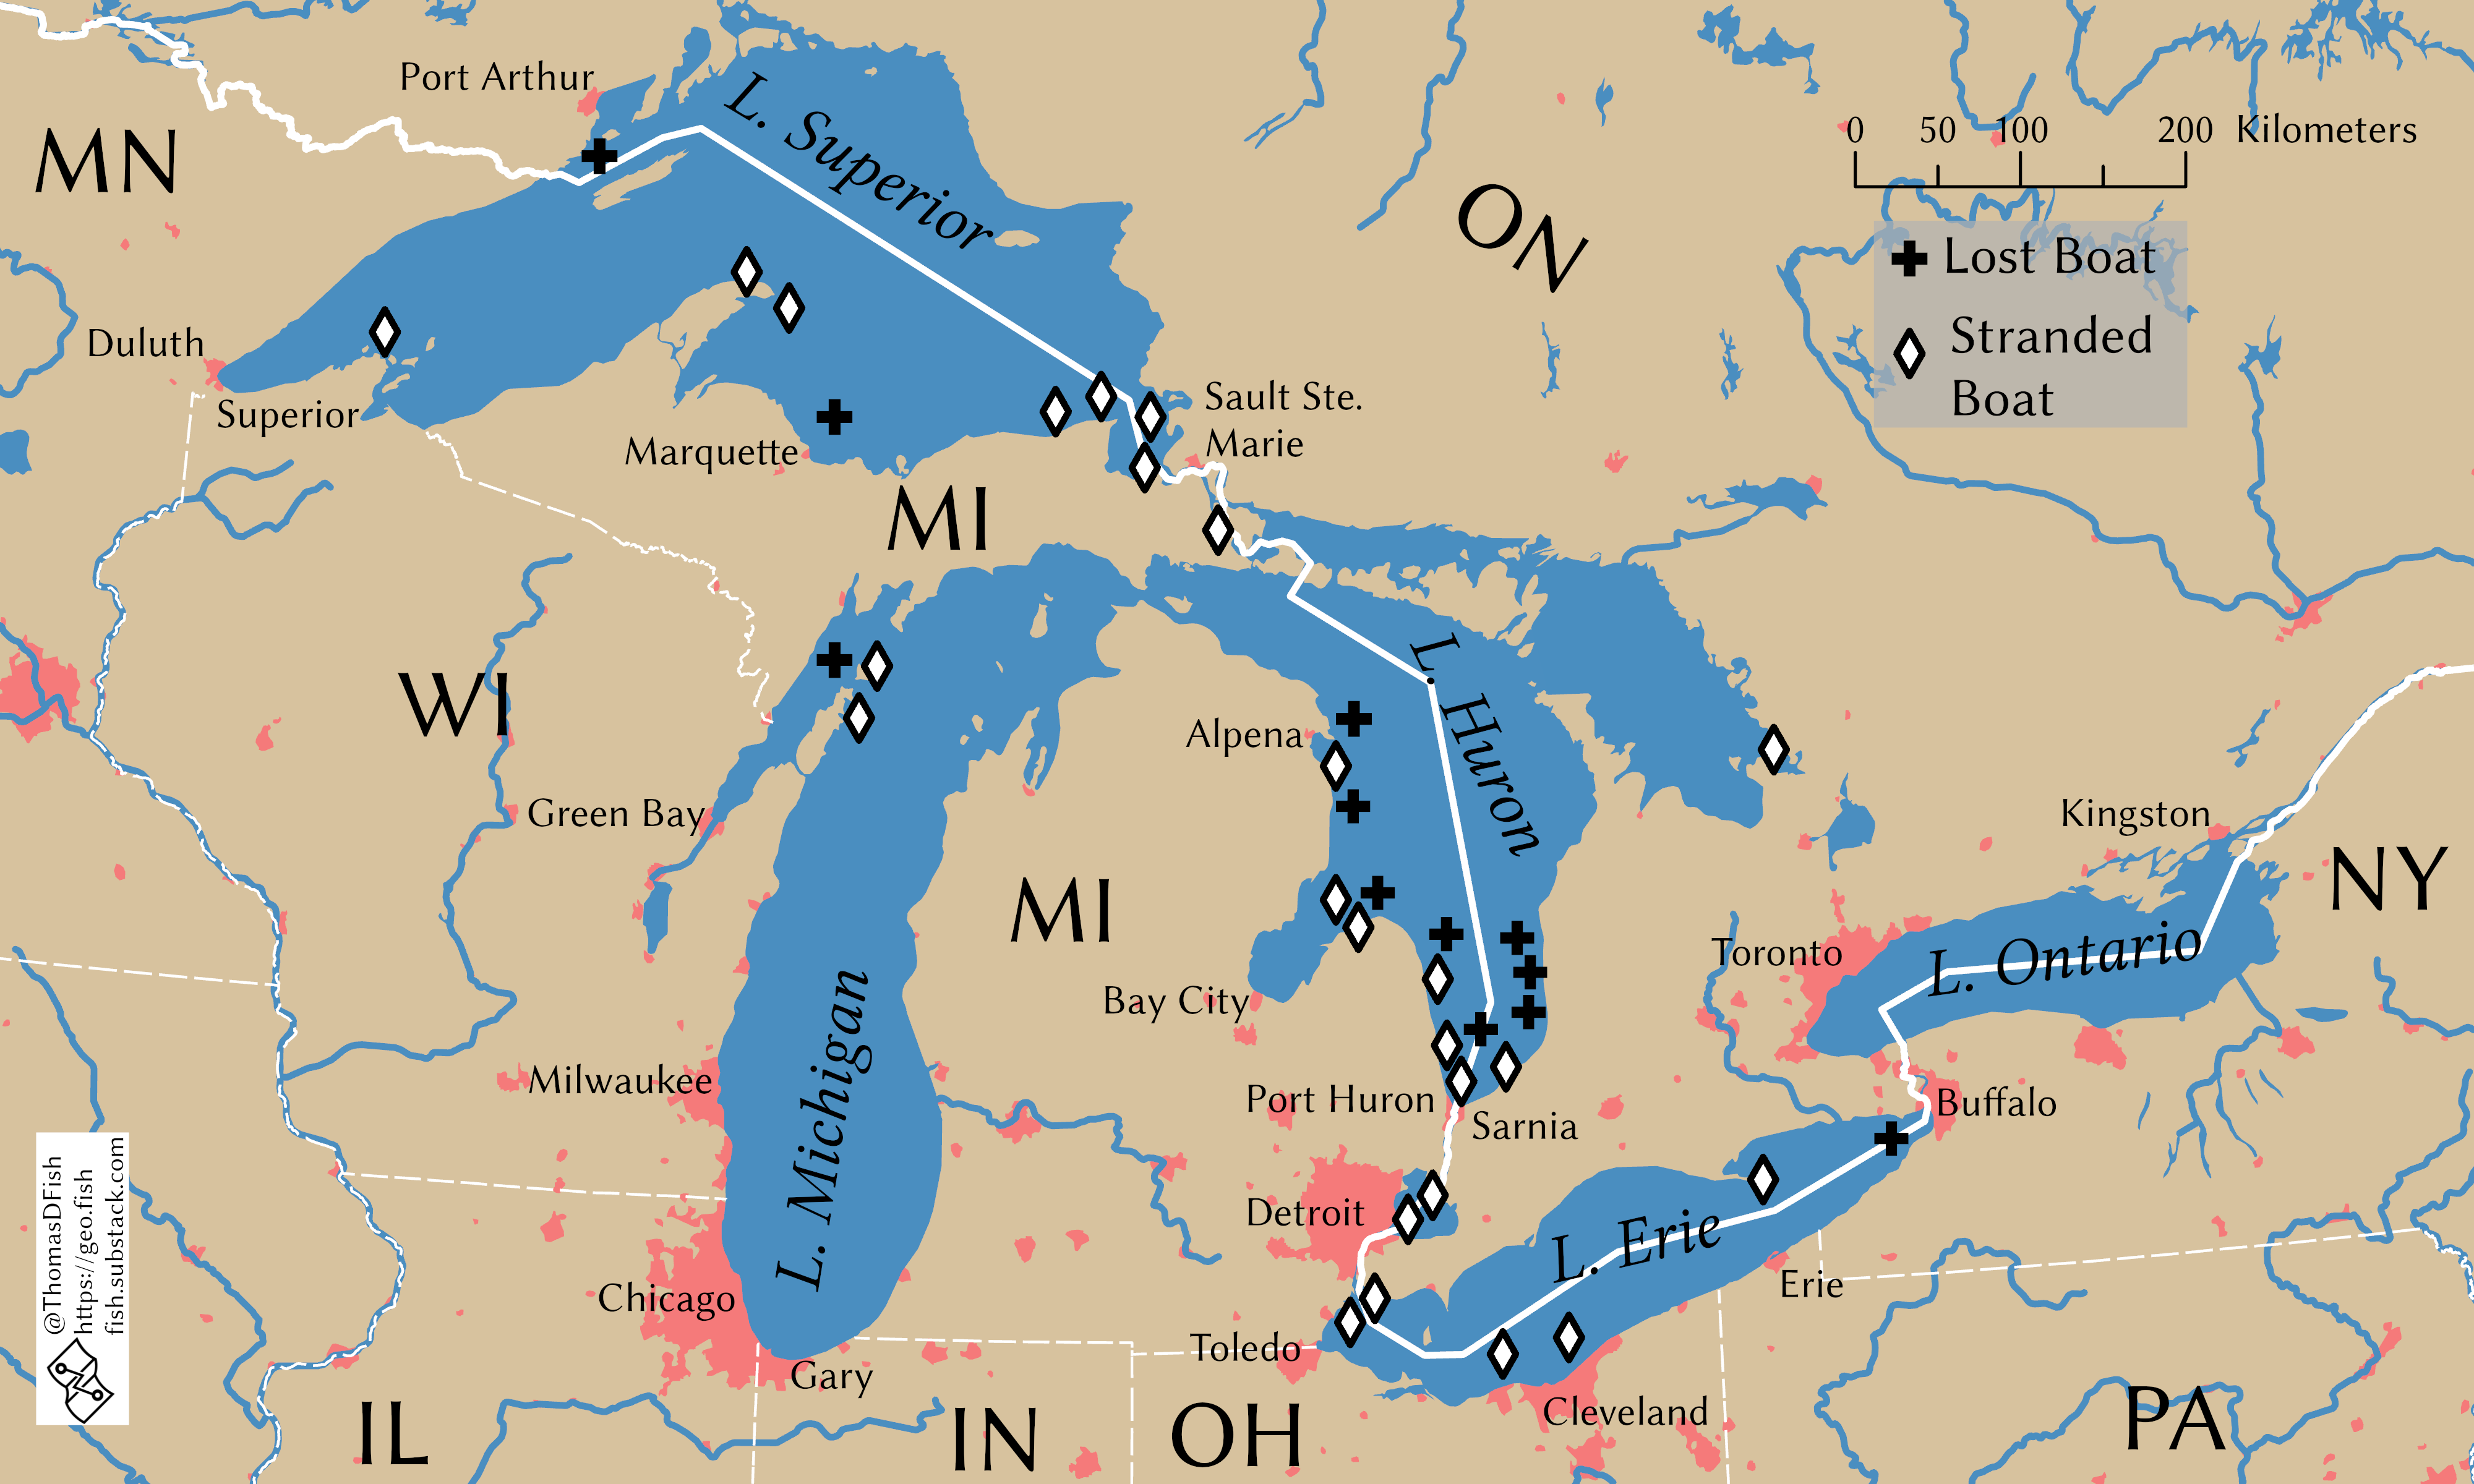 Port Arthur
MN
L. Superior
ON
0 50 100 200 Kilometers
Lost Boat
Stranded
Boat
Duluth
Superior
Marquette
Sault Ste.
Marie
MI
WI
L. Huron
Alpena
Green Bay
Kingston
NY
MI
L. Michigan
Toronto
L. Ontario
Bay City
Milwaukee
Port Huron
Sarnia
Buffalo
Detroit
L. Erie
Chicago
Erie
Toledo
Gary
Cleveland
IL
IN
OH
PA
@ThomasDFish
https://geo.fish
fish.substack.com